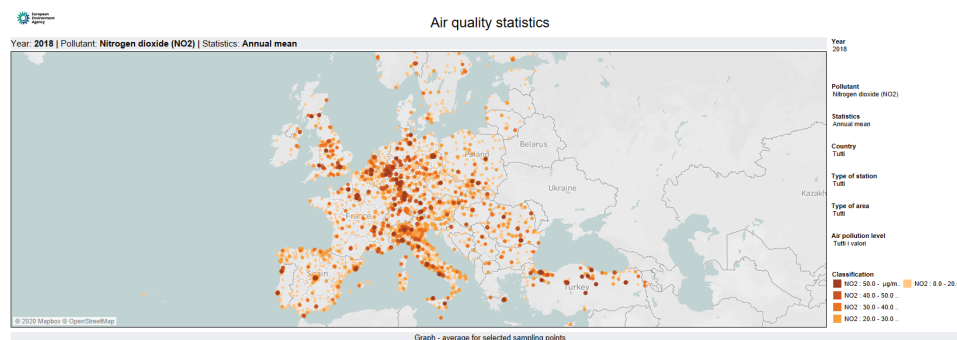 European
Environment
Agency
Air quality statistics
Year: 2018 | Pollutant: Nitrogen dioxide (NO2) | Statistics: Annual mean
Year
2018
Pollutant
Nitrogen dioxide (NO2)
Statistics
Annual mean
Country
Tutti
Type of station
Tutti
Type of area
Tutti
Air pollution level
Tutti i valori
Classification
NO2 : 50.0 - µg/m.. NO2 : 0.0 - 20.
NO2 : 40.0 - 50.0 ..
NO2 : 30.0 - 40.0 ..
NO2 : 20.0 - 30.0 ..
Belarus
Poland
Ukraine
Kazakh
France
Spain
Turkey
© 2020 Mapbox © OpenStreetMap
Graph - average for selected sampling points